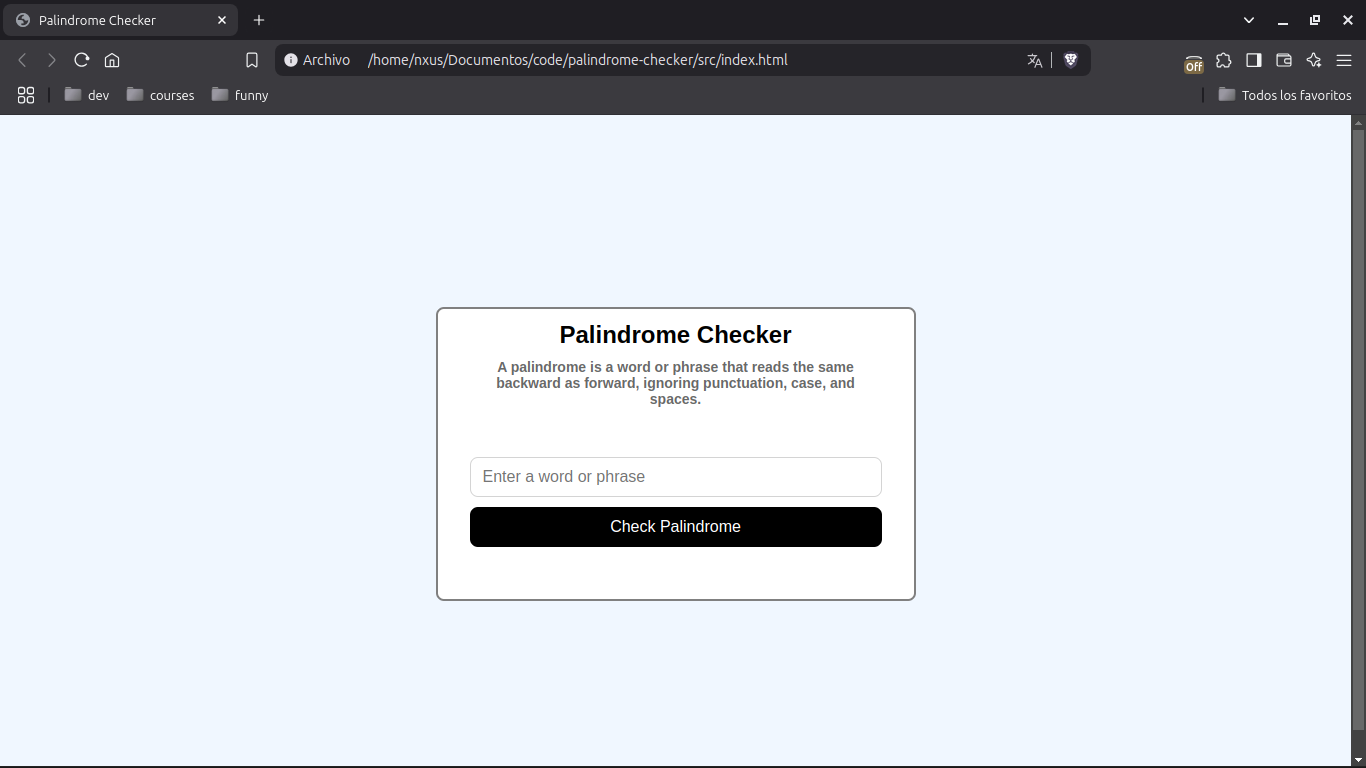 Palindrome Checker
Archivo /home/nxus/Documentos/code/palindrome-checker/src/index.html
Off
dev courses funny Todos los favoritos
Palindrome Checker
A palindrome is a word or phrase that reads the same
backward as forward, ignoring punctuation, case, and
spaces.
Enter a word or phrase
Check Palindrome